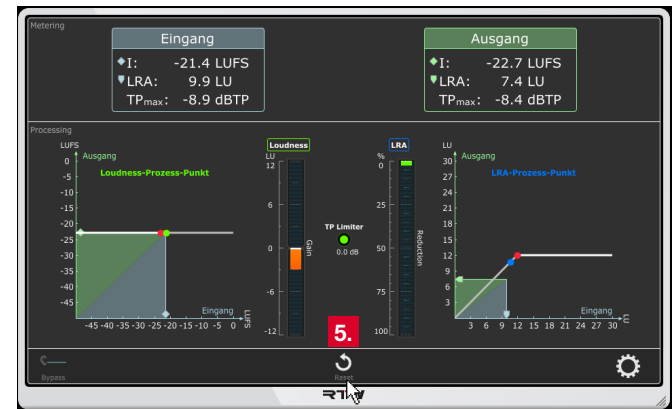 Metering
Eingang
I: -21.4 LUFS
LRA: 9.9 LU
TPmax: -8.9 dBTP
Ausgang
I: -22.7 LUFS
LRA: 7.4 LU
TPmax: -8.4 dBTP
Processing
LUFS
Ausgang
Loudness-Prozess-Punkt
0
-5
-10
-15
-20
-25
-30
-35
-40
-45
Eingang
LUFS
-45 -40 -35 -30 -25 -20 -15 -10 -5 0
Loudness
LU
12
6
0
-6
-12
Gain
TP Limiter
0.0 dB
LRA
%
0
25
50
75
100
Reduction
LU
Ausgang
LRA-Prozess-Punkt
30
27
24
21
18
15
12
9
6
3
Eingang
LU
3 6 9 12 15 18 21 24 27 30
5.
Bypass
Reset
RTW